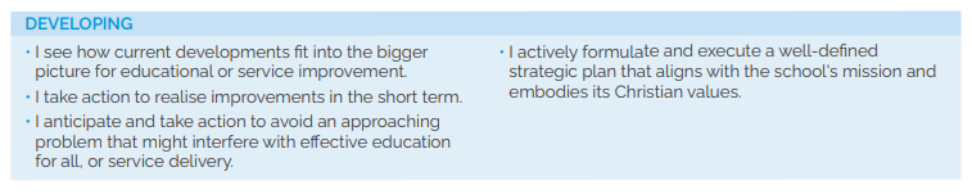 DEVELOPING
• I see how current developments fit into the bigger
picture for educational or service improvement.
• I take action to realise improvements in the short term.
• I anticipate and take action to avoid an approaching
problem that might interfere with effective education
for all, or service delivery.
• I actively formulate and execute a well-defined
strategic plan that aligns with the school's mission and
embodies its Christian values.